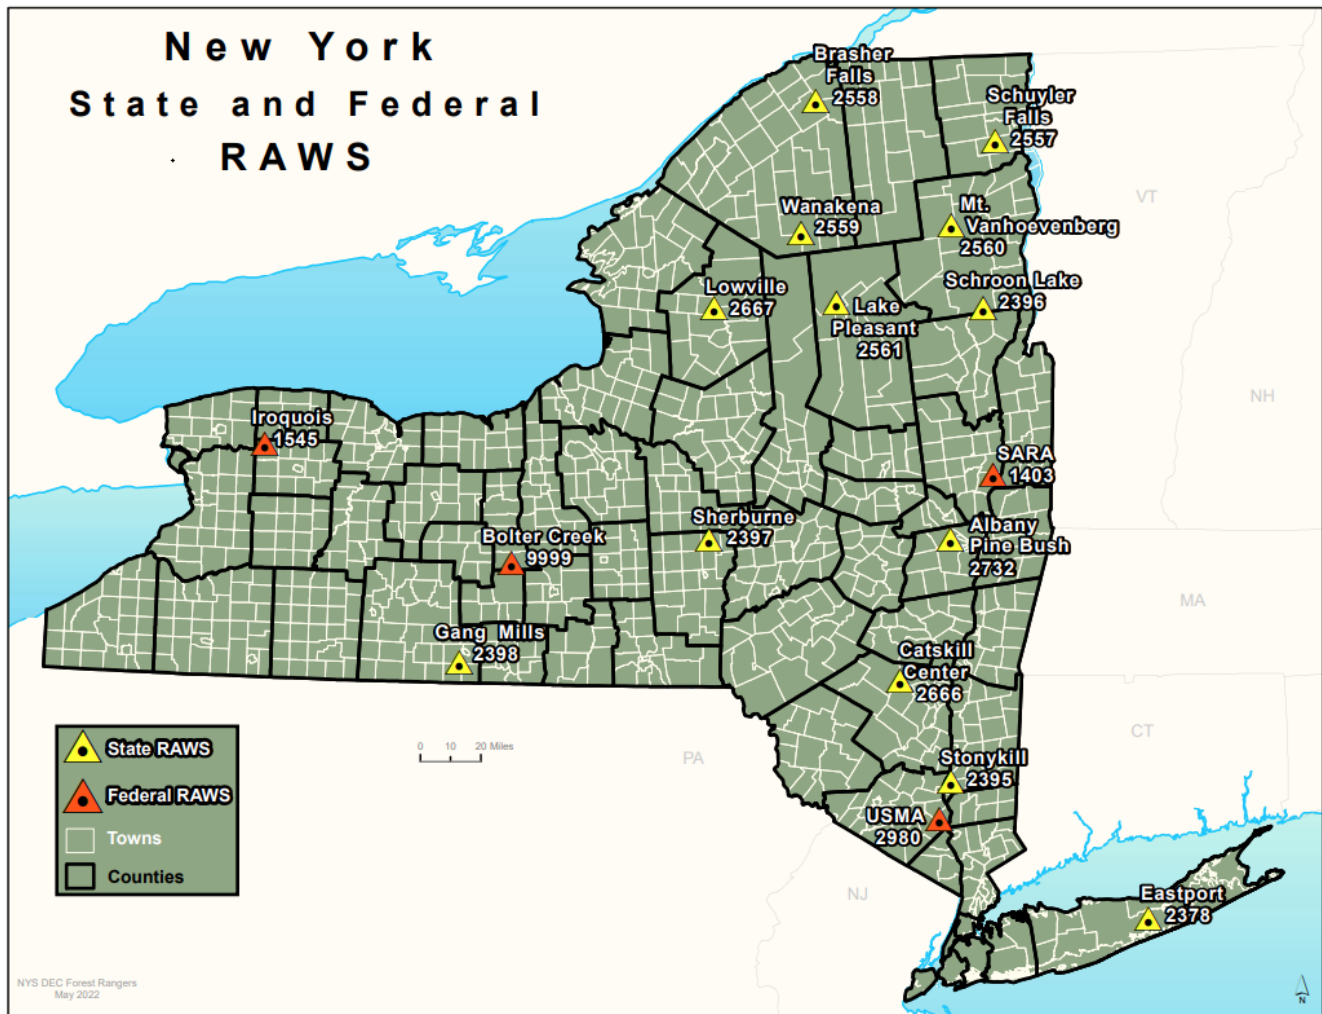 New York
State and Federal
RAWS
Brasher
Falls
2558
Schuyler
Falls
2557
VT
Wanakena
2559
Mt.
Vanhoevenberg
2560
Lowville
2667
Schroon Lake
2396
Lake
Pleasant
2561
NH
Iroquois
1545
SARA
1403
Sherburne
2397
Albany
Pine Bush
2732
Bolter Creek
9999
MA
Gang Mills
2398
Catskill
Center
2666
State RAWS
Federal RAWS
Towns
Counties
0 10 20 Miles
PA
CT
Stonykill
2395
USMA
2980
NJ
Eastport
2378
NYS DEC Forest Rangers
May 2022
N